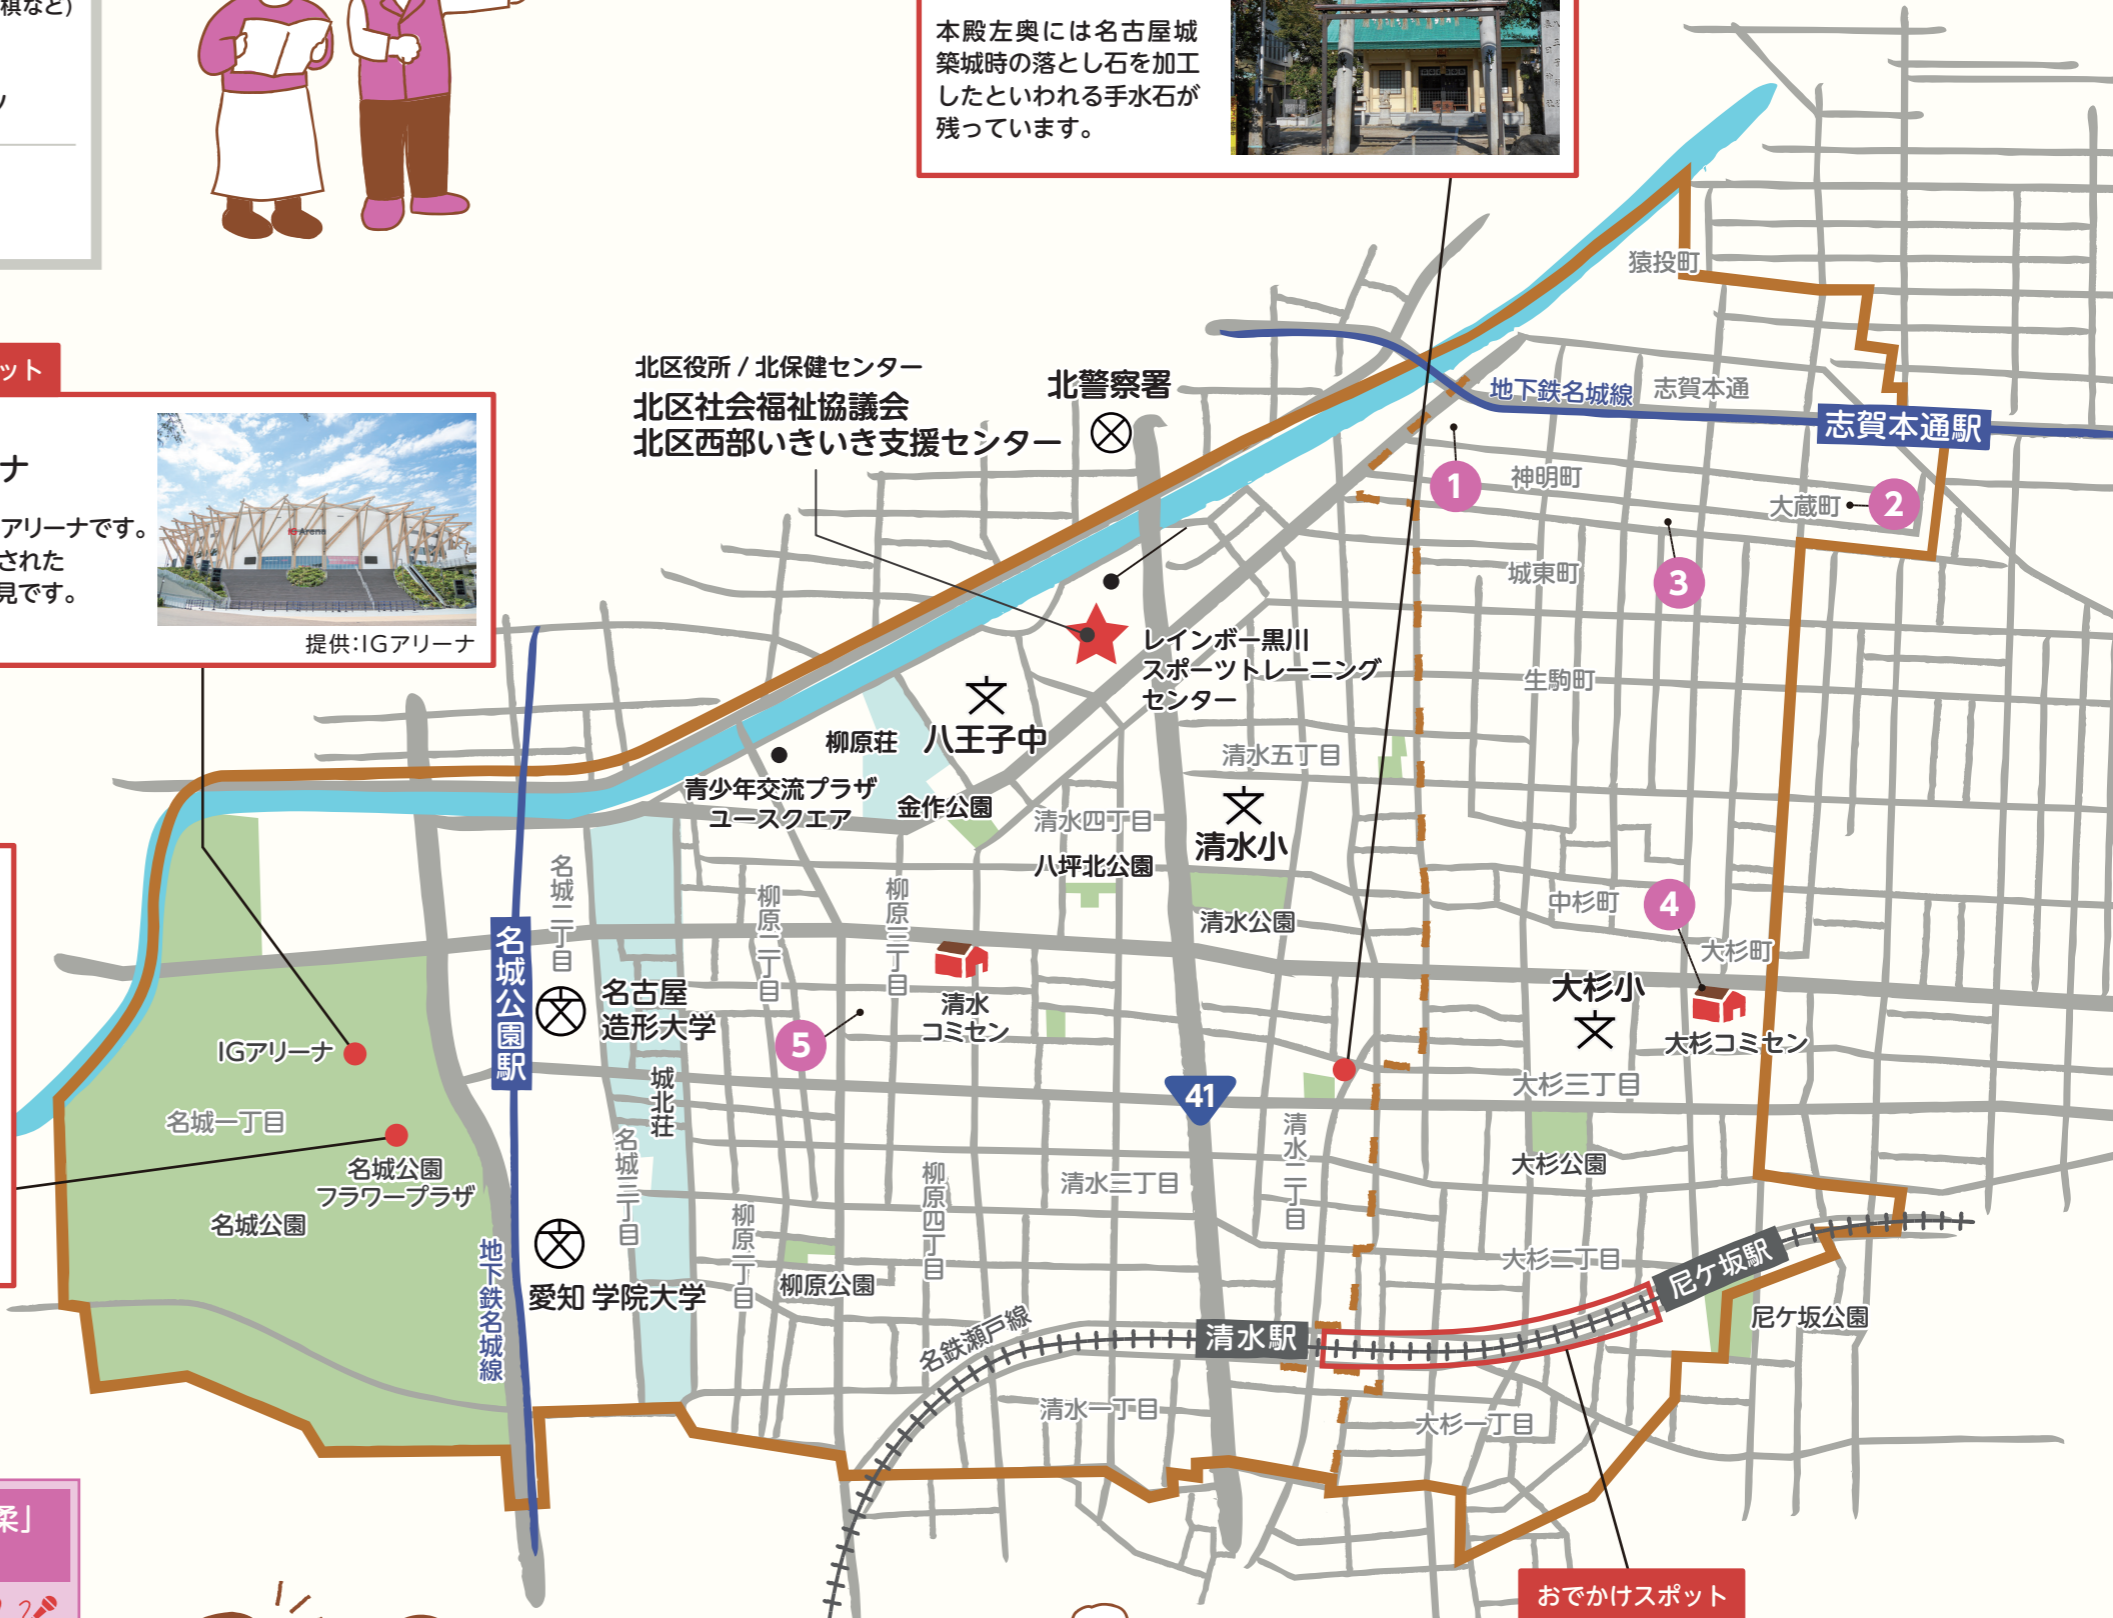 棋など)
本殿左奥には名古屋城
築城時の落とし石を加工
したといわれる手水石が
残っています。
ット
ナ
アリーナです。
された
見です。
IG Arena
提供：IGアリーナ
北区役所 / 北保健センター
北区社会福祉協議会
北区西部いきいき支援センター
北警察署
猿投町
地下鉄名城線
志賀本通
志賀本通駅
1
神明町
大蔵町
2
城東町
3
レインボー黒川
スポーツトレーニング
センター
生駒町
八王子中
柳原荘
青少年交流プラザ
ユースクエア
金作公園
清水五丁目
清水四丁目
清水小
八坪北公園
清水公園
中杉町
4
大杉町
名城二丁目
柳原二丁目
柳原三丁目
名城公園駅
名古屋
造形大学
5
清水
コミセン
大杉小
大杉コミセン
IGアリーナ
名城一丁目
名城公園
フラワープラザ
名城公園
城北荘
名城三丁目
41
大杉三丁目
清水二丁目
大杉公園
清水三丁目
柳原四丁目
柳原一丁目
柳原公園
地下鉄名城線
愛知学院大学
大杉二丁目
尼ケ坂駅
尼ケ坂公園
名鉄瀬戸線
清水駅
清水一丁目
大杉一丁目
おでかけスポット
柔」